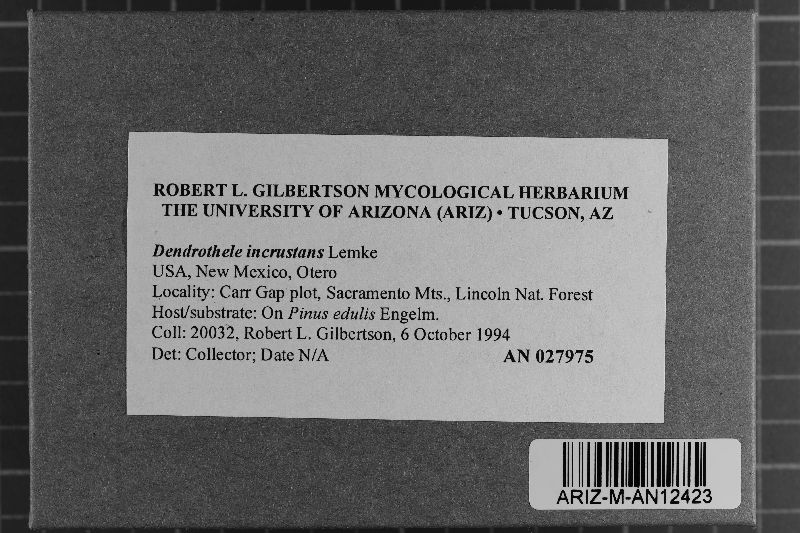 ROBERT L. GILBERTSON MYCOLOGICAL HERBARIUM
THE UNIVERSITY OF ARIZONA (ARIZ) • TUCSON, AZ
Dendrothele incrustans Lemke
USA, New Mexico, Otero
Locality: Carr Gap plot, Sacramento Mts., Lincoln Nat. Forest
Host/substrate: On Pinus edulis Engelm.
Coll: 20032, Robert L. Gilbertson, 6 October 1994
Det: Collector; Date N/A AN 027975
ARIZ-M-AN12423